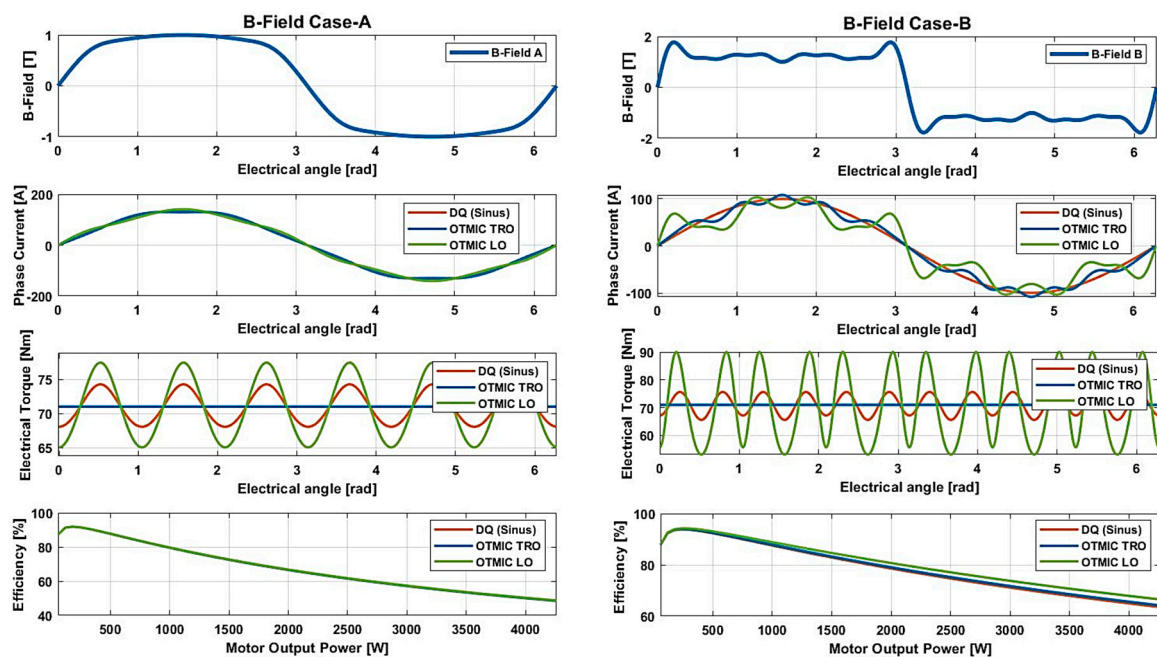 B-Field Case-A
B-Field [T]
1
0
-1
B-Field A
0 1 2 3 4 5 6
Electrical angle [rad]
Phase Current [A]
200
0
-200
DQ (Sinus)
OTMIC TRO
OTMIC LO
0 1 2 3 4 5 6
Electrical angle [rad]
Electrical Torque [Nm]
75
70
65
DQ (Sinus)
OTMIC TRO
OTMIC LO
0 1 2 3 4 5 6
Electrical angle [rad]
Efficiency [%]
100
80
60
40
DQ (Sinus)
OTMIC TRO
OTMIC LO
500 1000 1500 2000 2500 3000 3500 4000
Motor Output Power [W]
B-Field Case-B
B-Field [T]
2
0
-2
B-Field B
0 1 2 3 4 5 6
Electrical angle [rad]
Phase Current [A]
100
0
-100
DQ (Sinus)
OTMIC TRO
OTMIC LO
0 1 2 3 4 5 6
Electrical angle [rad]
Electrical Torque [Nm]
90
80
70
60
DQ (Sinus)
OTMIC TRO
OTMIC LO
0 1 2 3 4 5 6
Electrical angle [rad]
Efficiency [%]
100
80
60
DQ (Sinus)
OTMIC TRO
OTMIC LO
500 1000 1500 2000 2500 3000 3500 4000
Motor Output Power [W]